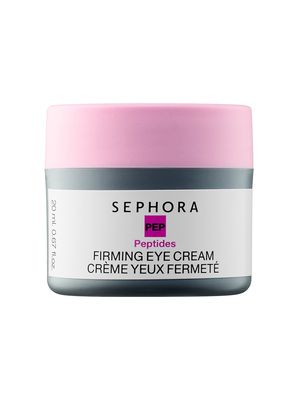 SEPHORA
PEP
Peptides
FIRMING EYE CREAM
CRÈME YEUX FERMETÉ
20 ml 0.67 fl.oz